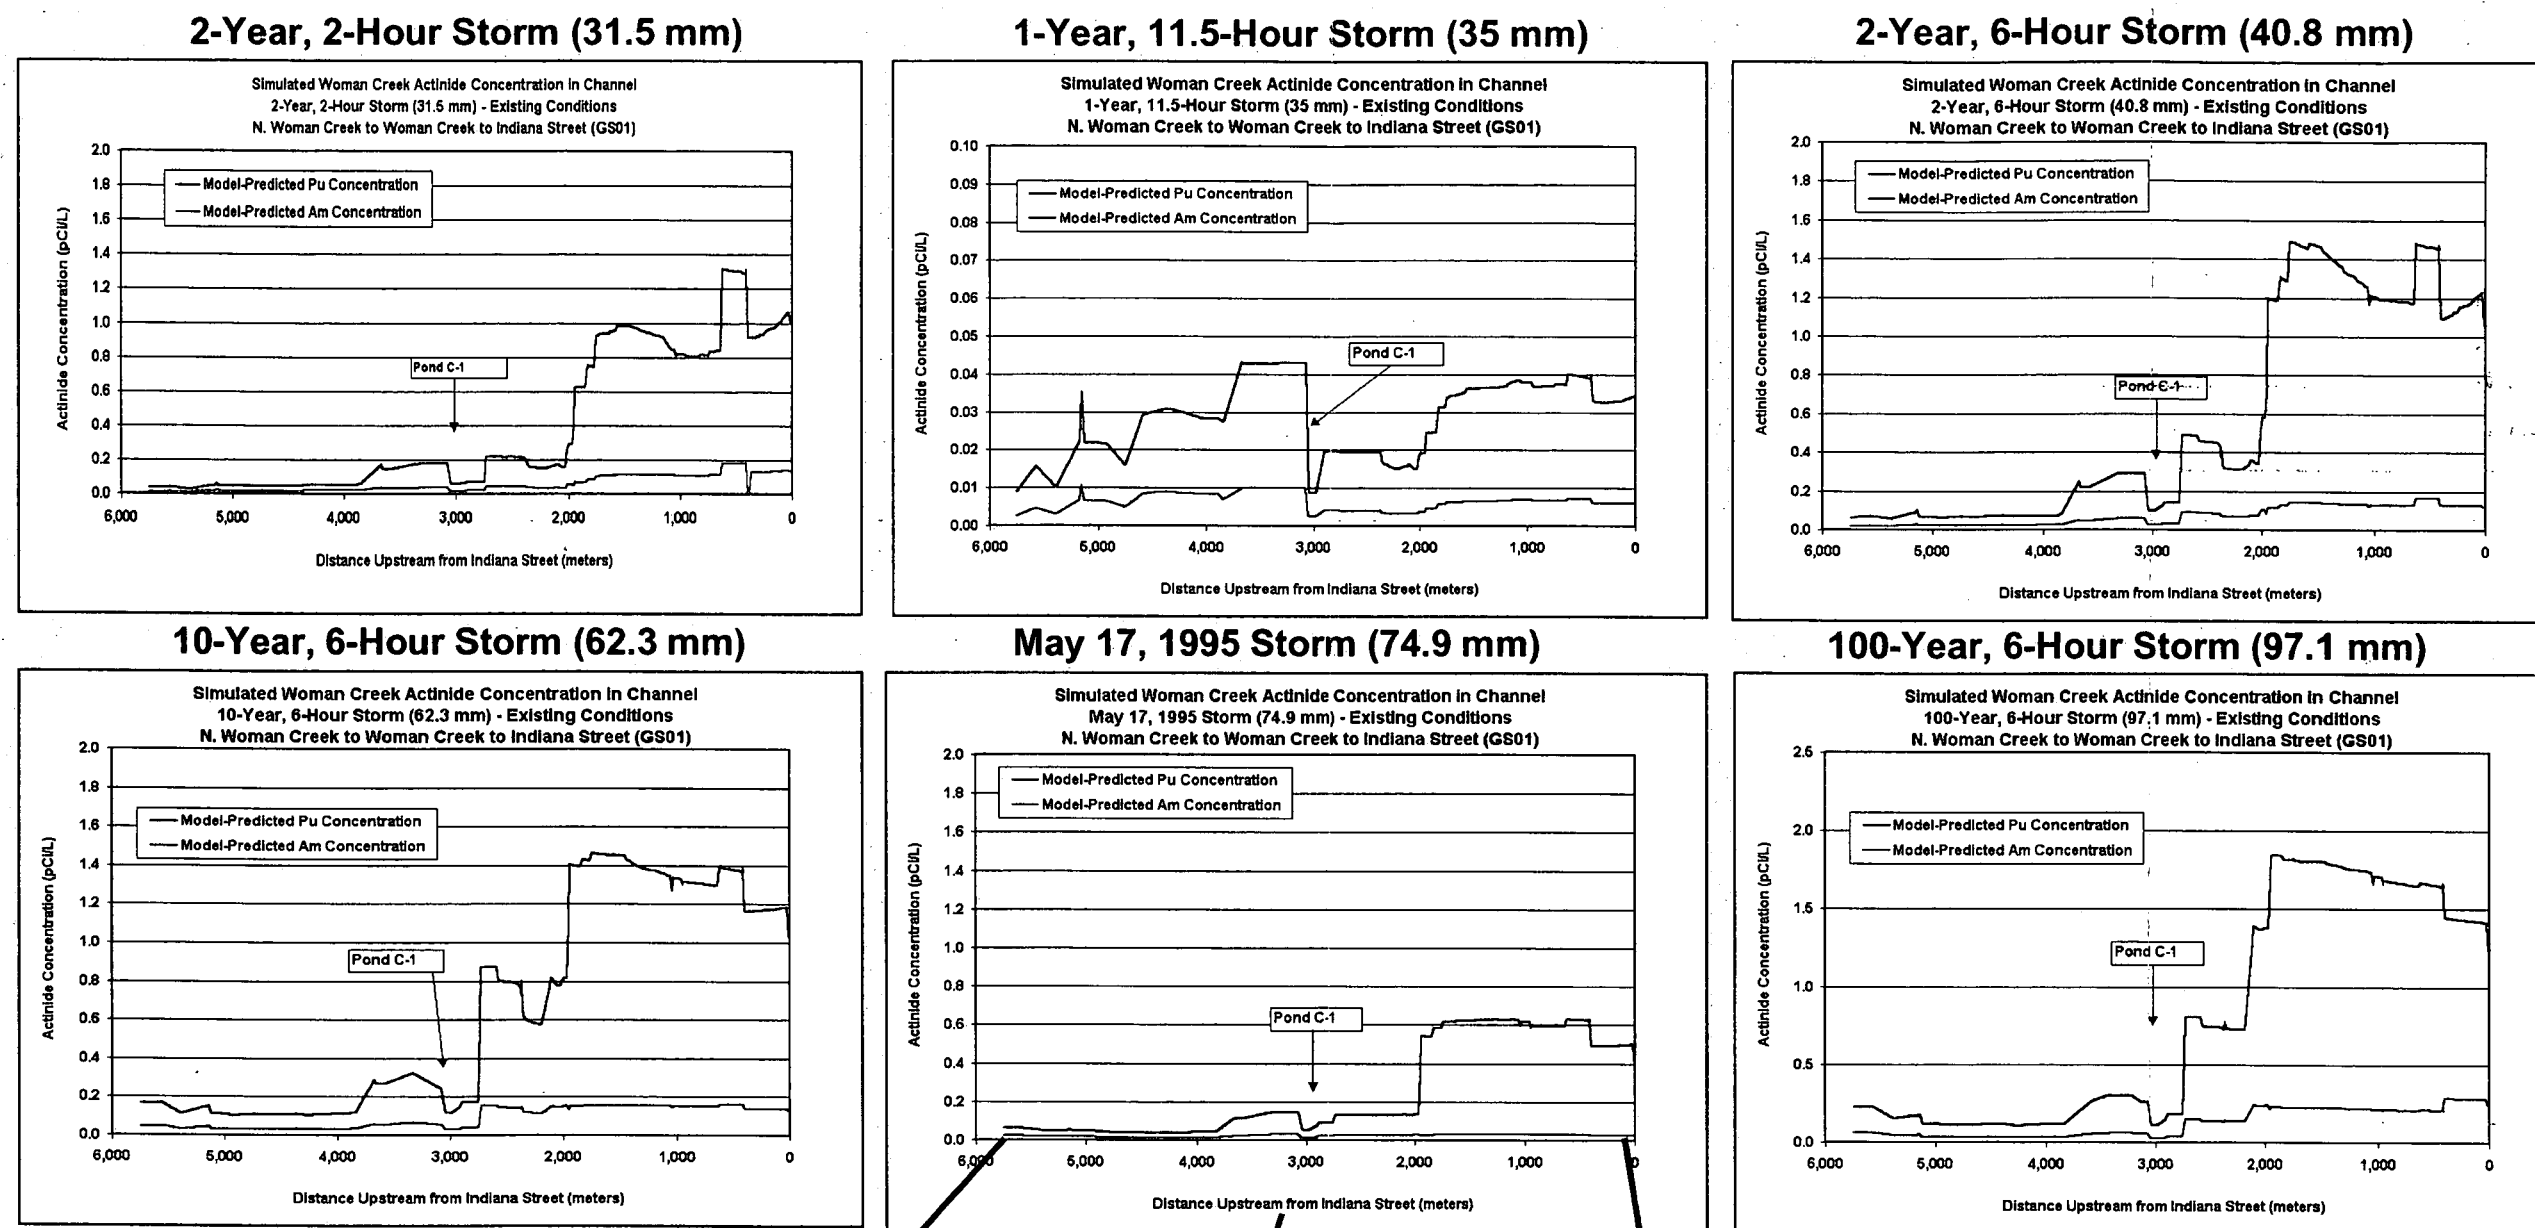 2-Year, 2-Hour Storm (31.5 mm)
Simulated Woman Creek Actinide Concentration in Channel
2-Year, 2-Hour Storm (31.5 mm) - Existing Conditions
N. Woman Creek to Woman Creek to Indiana Street (GS01)
2.0
1.8
1.6
1.4
1.2
1.0
0.8
0.6
0.4
0.2
0.0
Actinide Concentration (pCi/L)
Model-Predicted Pu Concentration
Model-Predicted Am Concentration
Pond C-1
6,000 5,000 4,000 3,000 2,000 1,000 0
Distance Upstream from Indiana Street (meters)
1-Year, 11.5-Hour Storm (35 mm)
Simulated Woman Creek Actinide Concentration in Channel
1-Year, 11.5-Hour Storm (35 mm) - Existing Conditions
N. Woman Creek to Woman Creek to Indiana Street (GS01)
0.10
0.09
0.08
0.07
0.06
0.05
0.04
0.03
0.02
0.01
0.00
Actinide Concentration (pCi/L)
Model-Predicted Pu Concentration
Model-Predicted Am Concentration
Pond C-1
6,000 5,000 4,000 3,000 2,000 1,000 0
Distance Upstream from Indiana Street (meters)
2-Year, 6-Hour Storm (40.8 mm)
Simulated Woman Creek Actinide Concentration in Channel
2-Year, 6-Hour Storm (40.8 mm) - Existing Conditions
N. Woman Creek to Woman Creek to Indiana Street (GS01)
2.0
1.8
1.6
1.4
1.2
1.0
0.8
0.6
0.4
0.2
0.0
Actinide Concentration (pCi/L)
Model-Predicted Pu Concentration
Model-Predicted Am Concentration
Pond C-1
6,000 5,000 4,000 3,000 2,000 1,000 0
Distance Upstream from Indiana Street (meters)
10-Year, 6-Hour Storm (62.3 mm)
Simulated Woman Creek Actinide Concentration in Channel
10-Year, 6-Hour Storm (62.3 mm) - Existing Conditions
N. Woman Creek to Woman Creek to Indiana Street (GS01)
2.0
1.8
1.6
1.4
1.2
1.0
0.8
0.6
0.4
0.2
0.0
Actinide Concentration (pCi/L)
Model-Predicted Pu Concentration
Model-Predicted Am Concentration
Pond C-1
6,000 5,000 4,000 3,000 2,000 1,000 0
Distance Upstream from Indiana Street (meters)
May 17, 1995 Storm (74.9 mm)
Simulated Woman Creek Actinide Concentration in Channel
May 17, 1995 Storm (74.9 mm) - Existing Conditions
N. Woman Creek to Woman Creek to Indiana Street (GS01)
2.0
1.8
1.6
1.4
1.2
1.0
0.8
0.6
0.4
0.2
0.0
Actinide Concentration (pCi/L)
Model-Predicted Pu Concentration
Model-Predicted Am Concentration
Pond C-1
6,000 5,000 4,000 3,000 2,000 1,000 0
Distance Upstream from Indiana Street (meters)
100-Year, 6-Hour Storm (97.1 mm)
Simulated Woman Creek Actinide Concentration in Channel
100-Year, 6-Hour Storm (97.1 mm) - Existing Conditions
N. Woman Creek to Woman Creek to Indiana Street (GS01)
2.5
2.0
1.5
1.0
0.5
0.0
Actinide Concentration (pCi/L)
Model-Predicted Pu Concentration
Model-Predicted Am Concentration
Pond C-1
6,000 5,000 4,000 3,000 2,000 1,000 0
Distance Upstream from Indiana Street (meters)